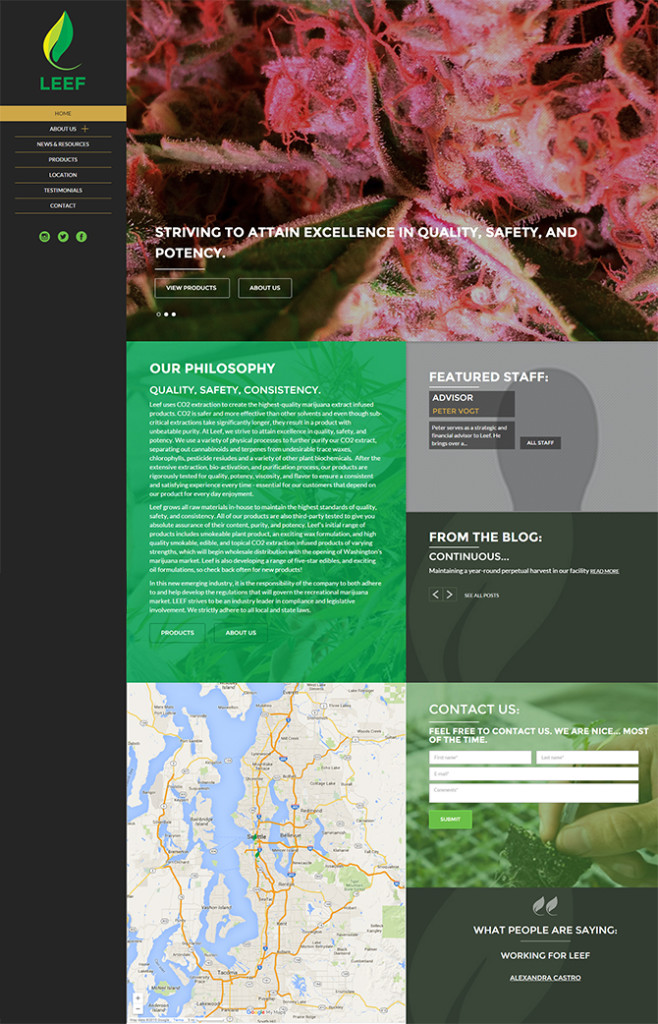 LEEF
HOME
ABOUT US
NEWS & RESOURCES
PRODUCTS
LOCATION
TESTIMONIALS
CONTACT
STRIVING TO ATTAIN EXCELLENCE IN QUALITY, SAFETY, AND
POTENCY.
VIEW PRODUCTS
ABOUT US
OUR PHILOSOPHY
QUALITY, SAFETY, CONSISTENCY.
Leef uses CO2 extraction to create the highest-quality marijuana extract infused
products. CO2 is safer and more effective than other solvents and even though sub-
critical extractions take significantly longer, they result in a product with
unbeatable purity. At Leef, we strive to attain excellence in quality, safety, and
potency. We use a variety of physical processes to further purify our CO2 extract,
separating out cannabinoids and terpenes from undesirable trace waxes,
chlorophylls, pesticide resiudes and a variety of other plant biochemicals. After the
extensive extraction, bio-activation, and purification process, our products are
rigorously tested for quality, potency, viscosity, and flavor to ensure a consistent
and satisfying experience every time - essential for our customers that depend on
our product for every day enjoyment.
Leef grows all raw materials in-house to maintain the highest standards of quality,
safety, and consistency. All of our products are also third-party tested to give you
absolute assurance of their content, purity, and potency. Leef's initial range of
products includes smokeable plant product, an exciting wax formulation, and high
quality smokable, edible, and topical CO2 extraction infused products of varying
strengths, which will begin wholesale distribution with the opening of Washington's
marijuana market. Leef is also developing a range of five-star edibles, and exciting
oil formulations, so check back often for new products!
In this new emerging industry, it is the responsibility of the company to both adhere
to and help develop the regulations that will govern the recreational marijuana
market. LEEF strives to be an industry leader in compliance and legislative
involvement. We strictly adhere to all local and state laws.
PRODUCTS
ABOUT US
FEATURED STAFF:
ADVISOR
PETER VOGT
Peter serves as a strategic and
financial advisor to Leef. He
brings over a...
ALL STAFF
FROM THE BLOG:
CONTINUOUS...
Maintaining a year-round perpetual harvest in our facility READ MORE
SEE ALL POSTS
Seattle
Bellevue
Redmond
Kirkland
Renton
SeaTac
Tacoma
Lakewood
Puyallup
Google My Maps
CONTACT US:
FEEL FREE TO CONTACT US. WE ARE NICE... MOST
OF THE TIME.
First name*
Last name*
E-mail*
Comments*
SUBMIT
WHAT PEOPLE ARE SAYING:
WORKING FOR LEEF
ALEXANDRA CASTRO